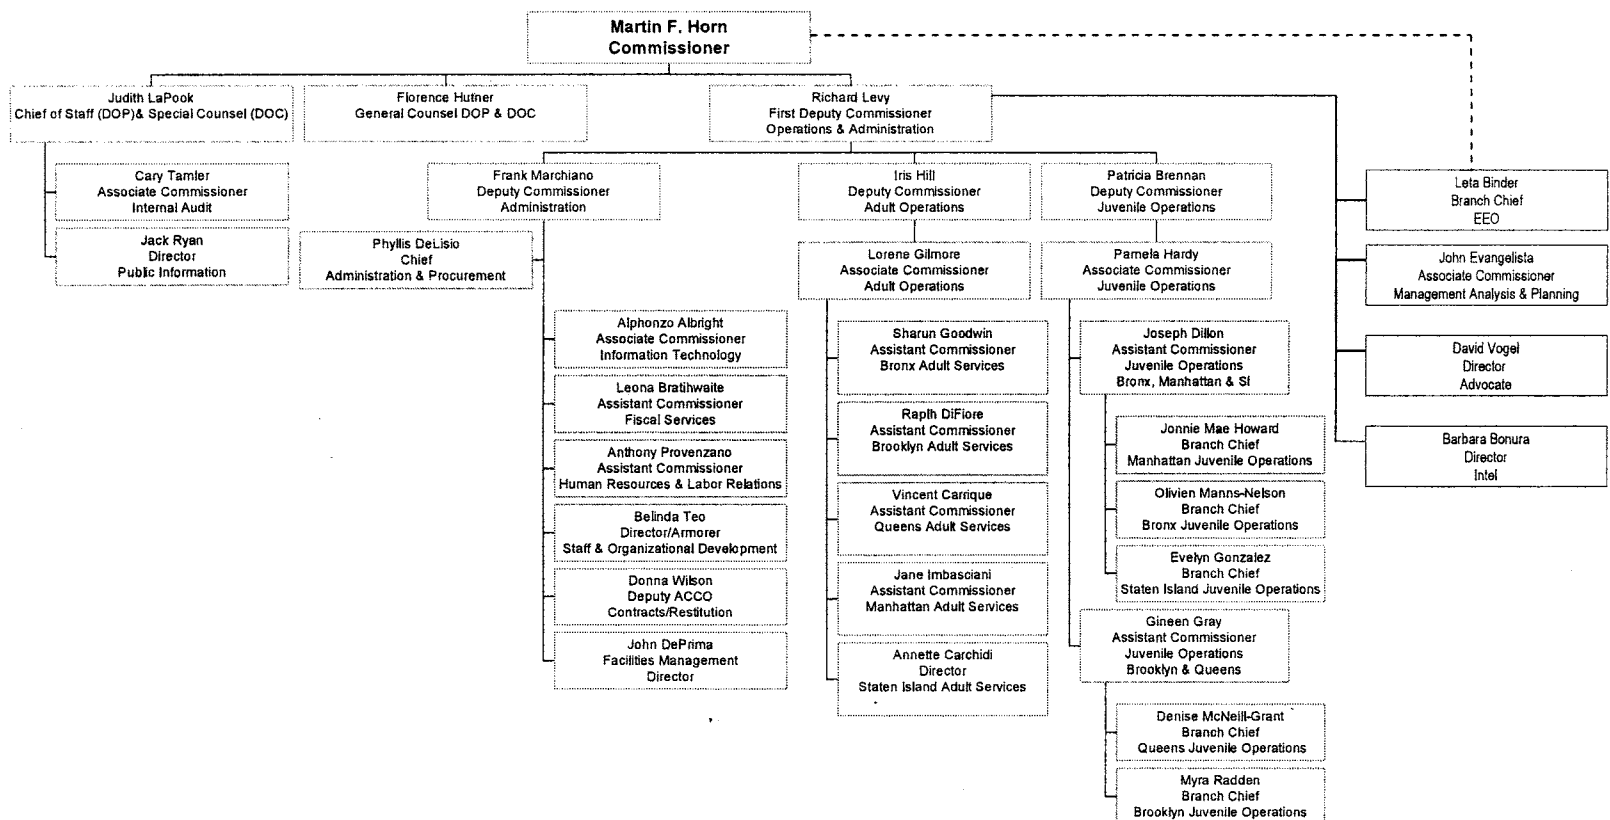 Martin F. Horn
Commissioner
Judith LaPook
Chief of Staff (DOP)& Special Counsel (DOC)
Florence Hutner
General Counsel DOP & DOC
Richard Levy
First Deputy Commissioner
Operations & Administration
Cary Tamler
Associate Commissioner
Internal Audit
Jack Ryan
Director
Public Information
Frank Marchiano
Deputy Commissioner
Administration
Phyllis DeLisio
Chief
Administration & Procurement
Alphonzo Albright
Associate Commissioner
Information Technology
Leona Bratihwaite
Assistant Commissioner
Fiscal Services
Anthony Provenzano
Assistant Commissioner
Human Resources & Labor Relations
Belinda Teo
Director/Armorer
Staff & Organizational Development
Donna Wilson
Deputy ACCO
Contracts/Restitution
John DePrima
Facilities Management
Director
Iris Hill
Deputy Commissioner
Adult Operations
Lorene Gilmore
Associate Commissioner
Adult Operations
Sharun Goodwin
Assistant Commissioner
Bronx Adult Services
Raplh DiFiore
Assistant Commissioner
Brooklyn Adult Services
Vincent Carrique
Assistant Commissioner
Queens Adult Services
Jane Imbasciani
Assistant Commissioner
Manhattan Adult Services
Annette Carchidi
Director
Staten Island Adult Services
Patricia Brennan
Deputy Commissioner
Juvenile Operations
Pamela Hardy
Associate Commissioner
Juvenile Operations
Joseph Dillon
Assistant Commissioner
Juvenile Operations
Bronx, Manhattan & SI
Jonnie Mae Howard
Branch Chief
Manhattan Juvenile Operations
Olivien Manns-Nelson
Branch Chief
Bronx Juvenile Operations
Evelyn Gonzalez
Branch Chief
Staten Island Juvenile Operations
Gineen Gray
Assistant Commissioner
Juvenile Operations
Brooklyn & Queens
Denise McNeill-Grant
Branch Chief
Queens Juvenile Operations
Myra Radden
Branch Chief
Brooklyn Juvenile Operations
Leta Binder
Branch Chief
EEO
John Evangelista
Associate Commissioner
Management Analysis & Planning
David Vogel
Director
Advocate
Barbara Bonura
Director
Intel